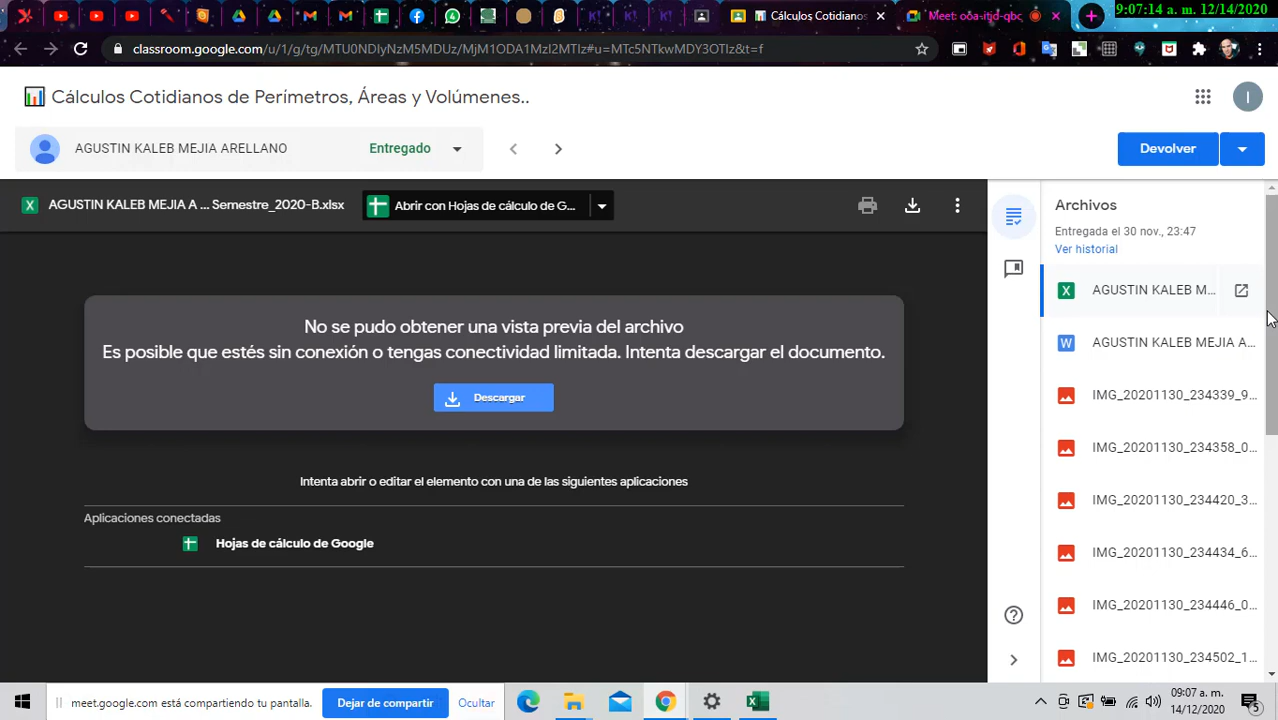 9:07:14 a. m. 12/14/2020
Cálculos Cotidianos
Meet: ooa-itjd-qbc
classroom.google.com/u/1/g/tg/MTU0NDIyNzM5MDUz/MjM1ODA1MzI2MTIz#u=MTc5NTkwMDY3OTIz&t=f
Cálculos Cotidianos de Perímetros, Áreas y Volúmenes..
I
AGUSTIN KALEB MEJIA ARELLANO
Entregado
Devolver
AGUSTIN KALEB MEJIA A ... Semestre_2020-B.xlsx
Abrir con Hojas de cálculo de G...
Archivos
Entregada el 30 nov., 23:47
Ver historial
AGUSTIN KALEB M...
AGUSTIN KALEB MEJIA A...
IMG_20201130_234339_9...
IMG_20201130_234358_0...
IMG_20201130_234420_3...
IMG_20201130_234434_6...
IMG_20201130_234446_0...
IMG_20201130_234502_1...
No se pudo obtener una vista previa del archivo
Es posible que estés sin conexión o tengas conectividad limitada. Intenta descargar el documento.
Descargar
Intenta abrir o editar el elemento con una de las siguientes aplicaciones
Aplicaciones conectadas
Hojas de cálculo de Google
meet.google.com está compartiendo tu pantalla.
Dejar de compartir
Ocultar
09:07 a. m.
14/12/2020
5